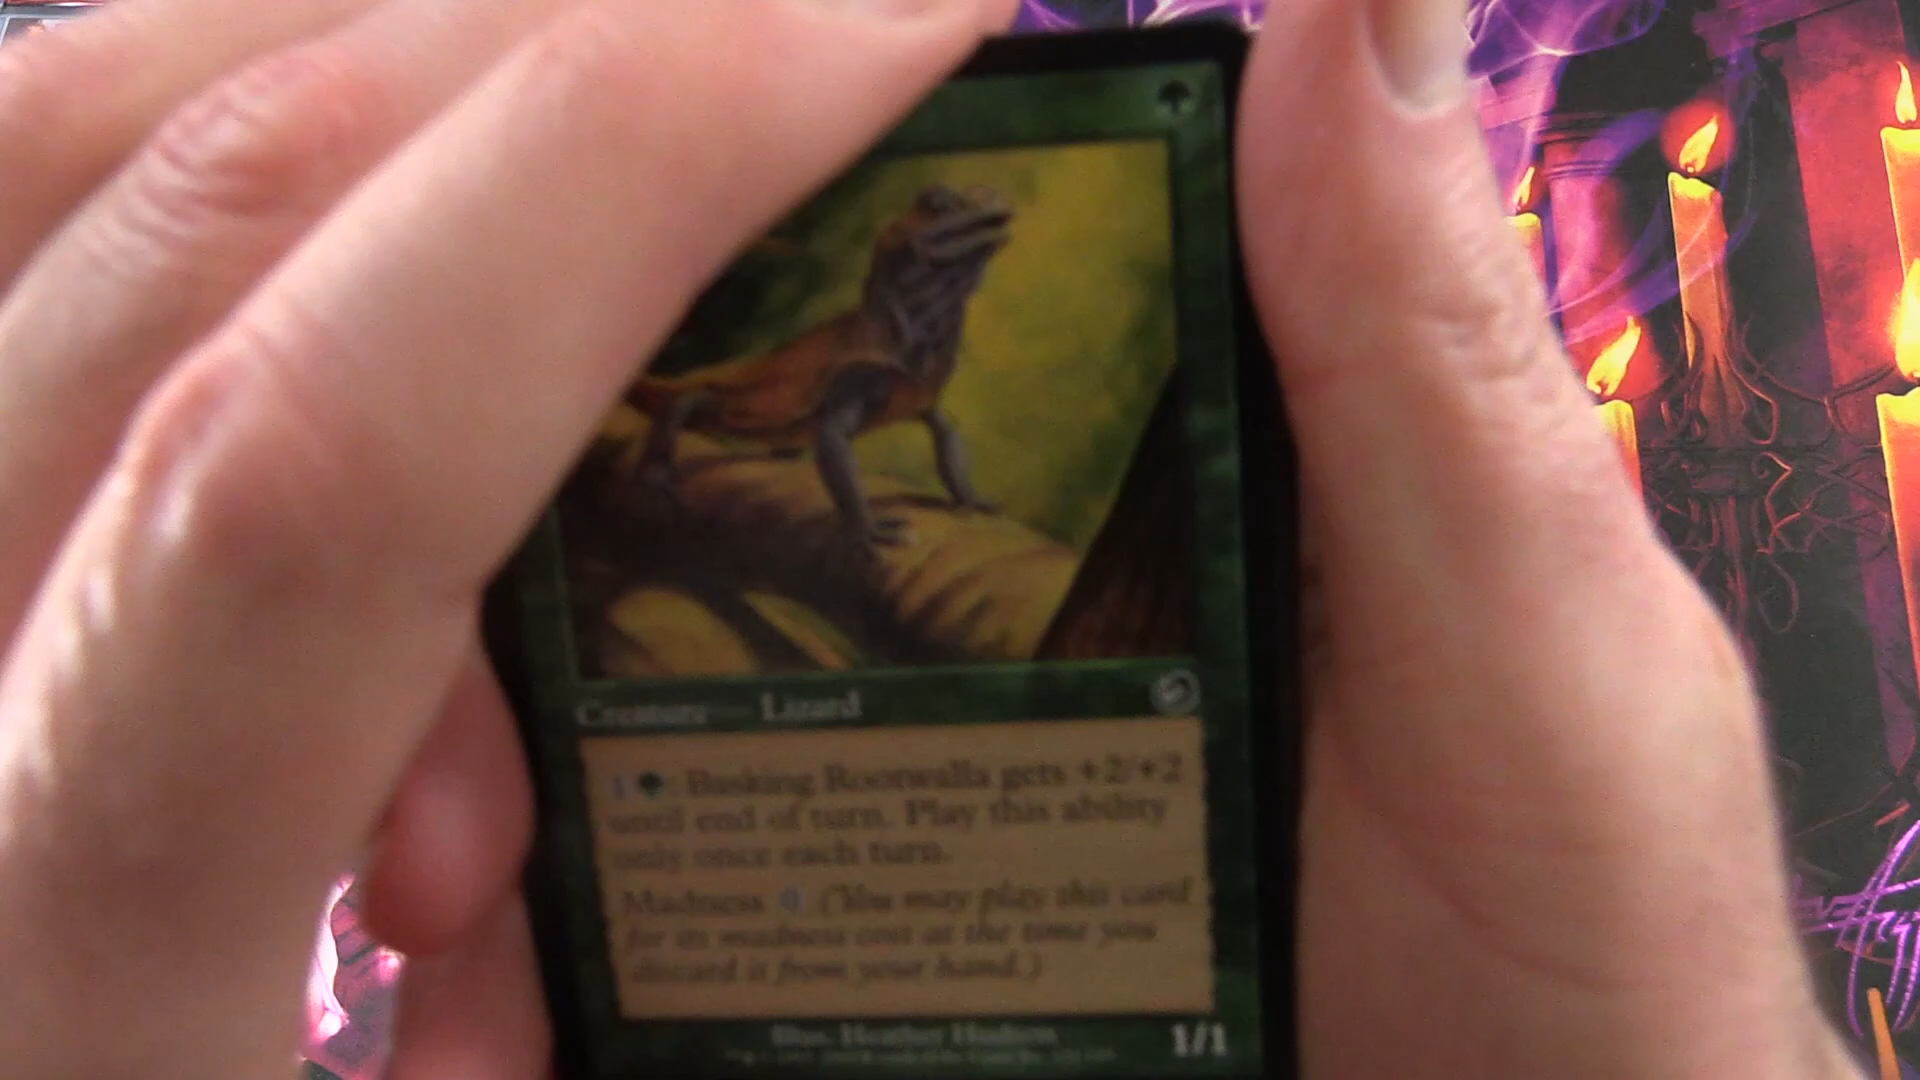 Creature — Lizard
1 : Basking Rootwalla gets +2/+2
until end of turn. Play this ability
only once each turn.
Madness 0 (You may play this card
for its madness cost at the time you
discard it from your hand.)
Illus. Heather Hudson
1/1